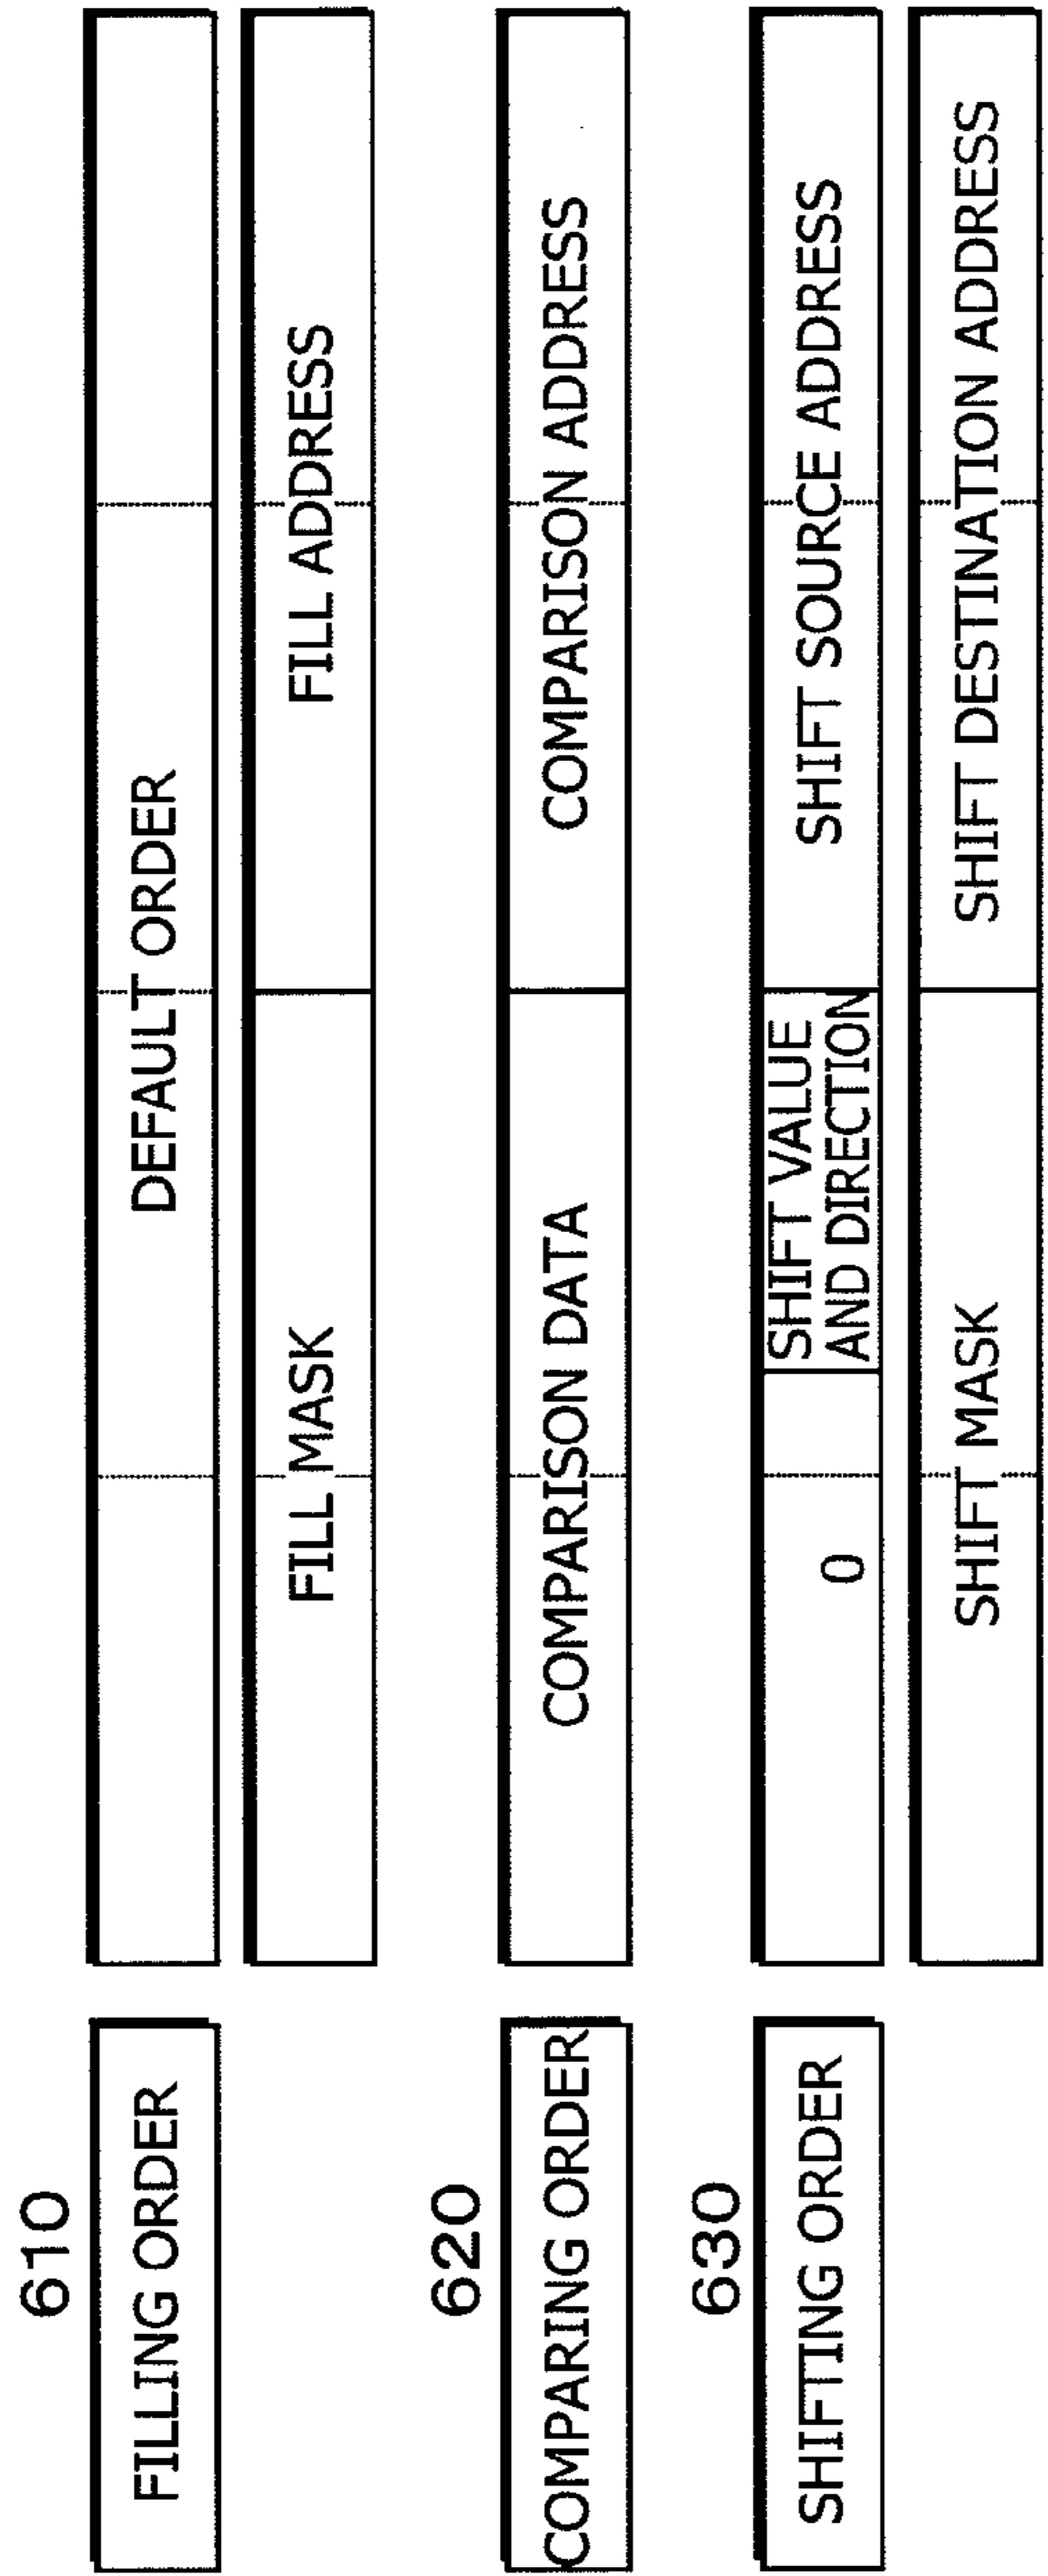 610
FILLING ORDER
DEFAULT ORDER
FILL MASK
FILL ADDRESS
620
COMPARING ORDER
COMPARISON DATA
COMPARISON ADDRESS
630
SHIFTING ORDER
0
SHIFT VALUE
AND DIRECTION
SHIFT SOURCE ADDRESS
SHIFT MASK
SHIFT DESTINATION ADDRESS